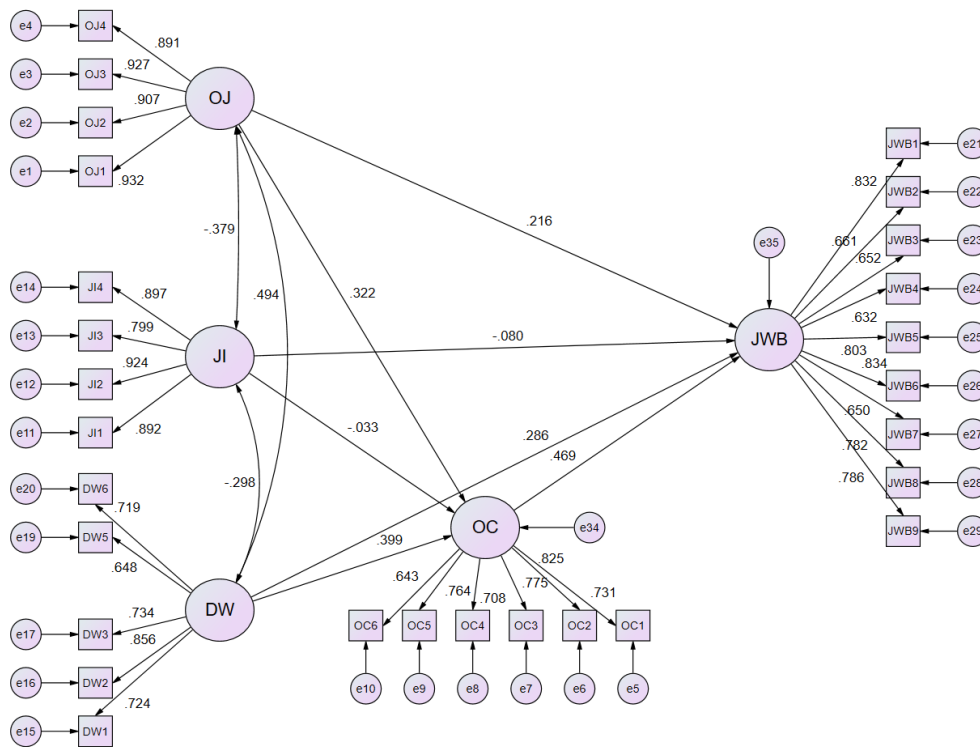 e4 OJ4
.891
e3 OJ3
.927
OJ
e2 OJ2
.907
e1 OJ1
.932
JWB1 e21
.832
JWB2 e22
.216
-.379
.661
JWB3 e23
e35
.652
e14 JI4
.897
.494
.322
JWB4 e24
.632
e13 JI3
.799
JI
-.080
JWB
JWB5 e25
.803
.834
e12 JI2
.924
JWB6 e26
e11 JI1
.892
-.033
.286
.650
JWB7 e27
.469
.782
-.298
.786
JWB8 e28
e20 DW6
.719
e19 DW5
.648
OC
e34
JWB9 e29
.399
.643
.764
.708
.775
.825
.731
DW
e17 DW3
.734
.856
e16 DW2
.724
e15 DW1
OC6 OC5 OC4 OC3 OC2 OC1
e10 e9 e8 e7 e6 e5